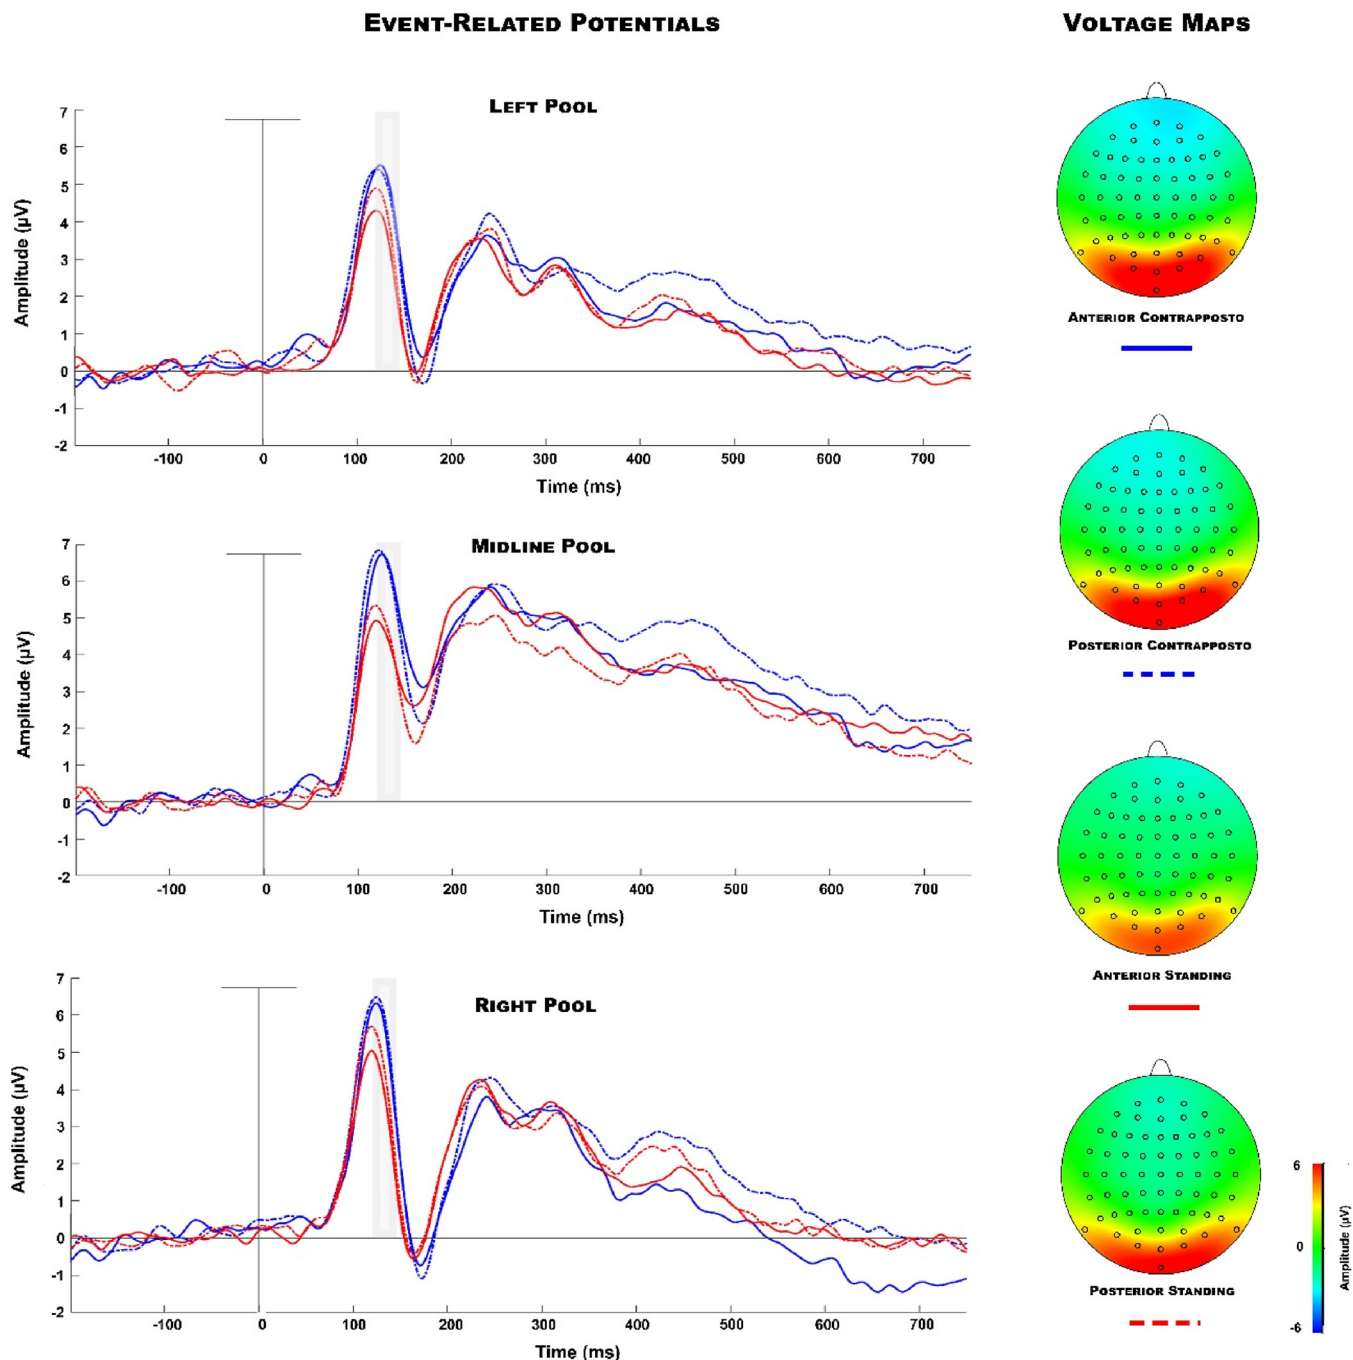 EVENT-RELATED POTENTIALS
VOLTAGE MAPS
LEFT POOL
Amplitude (µV)
7
6
5
4
3
2
1
0
-1
-2
-100 0 100 200 300 400 500 600 700
Time (ms)
ANTERIOR CONTRAPPOSTO
MIDLINE POOL
Amplitude (µV)
7
6
5
4
3
2
1
0
-1
-2
-100 0 100 200 300 400 500 600 700
Time (ms)
POSTERIOR CONTRAPPOSTO
ANTERIOR STANDING
RIGHT POOL
Amplitude (µV)
7
6
5
4
3
2
1
0
-1
-2
-100 0 100 200 300 400 500 600 700
Time (ms)
POSTERIOR STANDING
6
0
-6
Amplitude (µV)